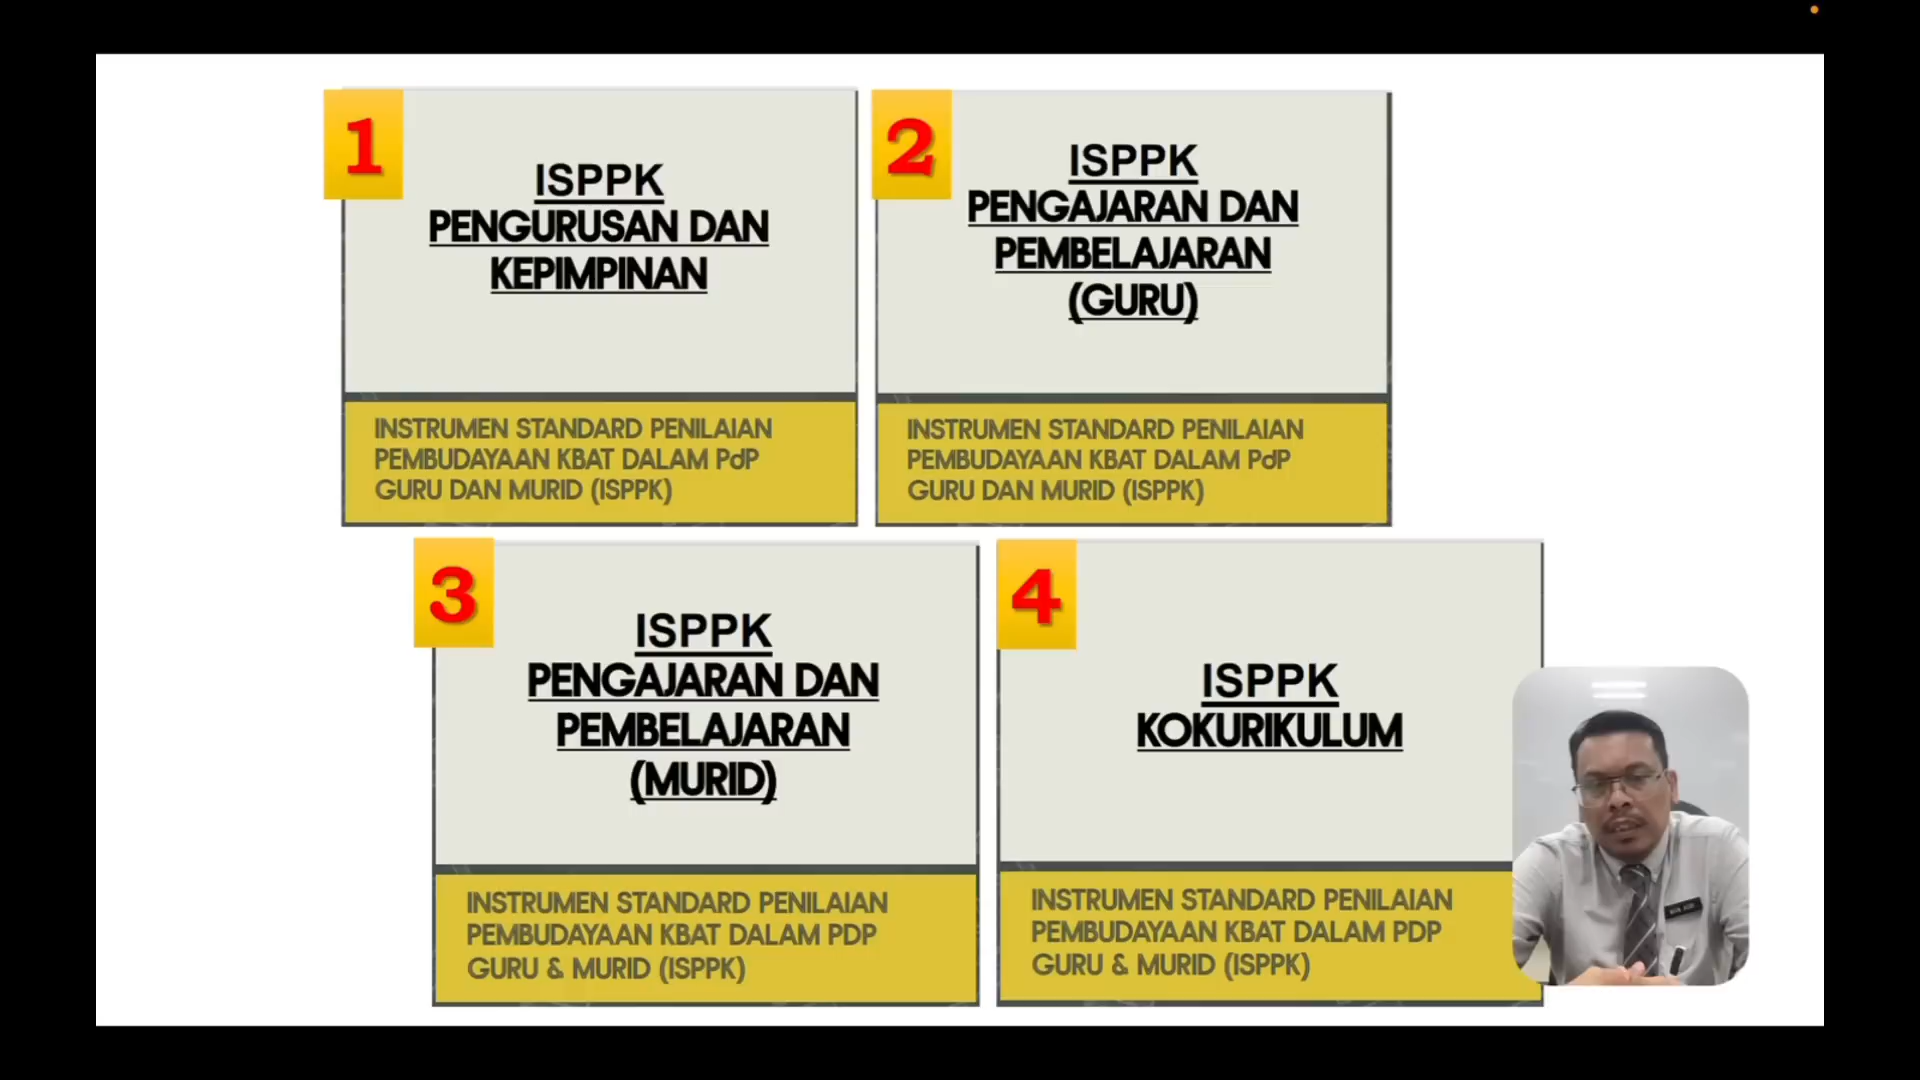 1
ISPPK
PENGURUSAN DAN
KEPIMPINAN
INSTRUMEN STANDARD PENILAIAN
PEMBUDAYAAN KBAT DALAM PdP
GURU DAN MURID (ISPPK)
2
ISPPK
PENGAJARAN DAN
PEMBELAJARAN
(GURU)
INSTRUMEN STANDARD PENILAIAN
PEMBUDAYAAN KBAT DALAM PdP
GURU DAN MURID (ISPPK)
3
ISPPK
PENGAJARAN DAN
PEMBELAJARAN
(MURID)
INSTRUMEN STANDARD PENILAIAN
PEMBUDAYAAN KBAT DALAM PDP
GURU & MURID (ISPPK)
4
ISPPK
KOKURIKULUM
INSTRUMEN STANDARD PENILAIAN
PEMBUDAYAAN KBAT DALAM PDP
GURU & MURID (ISPPK)